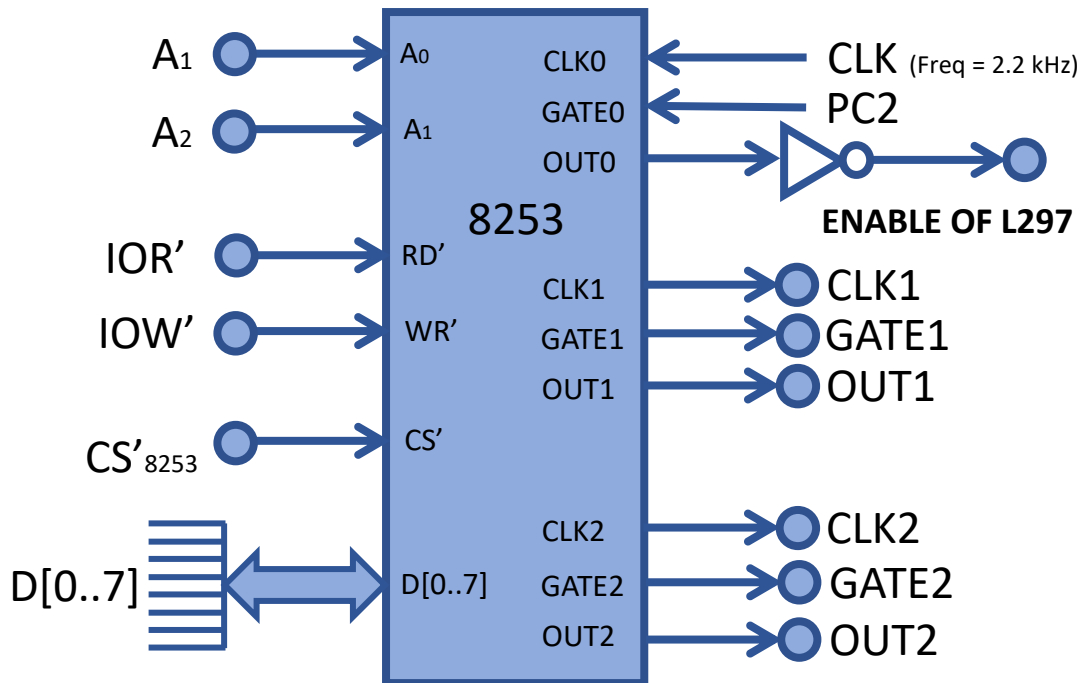 A1
A0
CLK0
CLK (Freq = 2.2 kHz)
A2
A1
GATE0
PC2
OUT0
8253
ENABLE OF L297
IOR’
RD’
CLK1
CLK1
IOW’
WR’
GATE1
GATE1
OUT1
OUT1
CS’8253
CS’
CLK2
CLK2
D[0..7]
D[0..7]
GATE2
GATE2
OUT2
OUT2